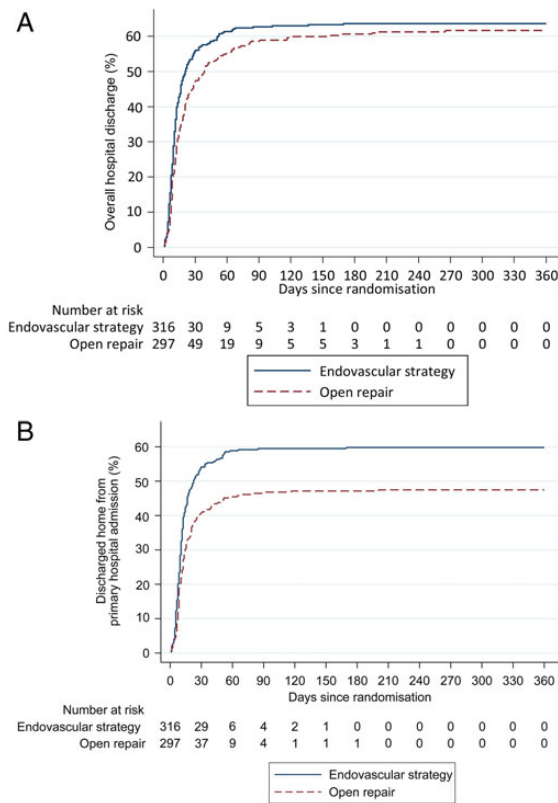 A
Overall hospital discharge (%)
60
50
40
30
20
10
0
0 30 60 90 120 150 180 210 240 270 300 330 360
Days since randomisation
Number at risk
Endovascular strategy 316 30 9 5 3 1 0 0 0 0 0 0 0
Open repair 297 49 19 9 5 5 3 1 1 0 0 0 0
Endovascular strategy
Open repair
B
Discharged home from
primary hospital admission (%)
60
50
40
30
20
10
0
0 30 60 90 120 150 180 210 240 270 300 330 360
Days since randomisation
Number at risk
Endovascular strategy 316 29 6 4 2 1 0 0 0 0 0 0 0
Open repair 297 37 9 4 1 1 1 0 0 0 0 0 0
Endovascular strategy
Open repair